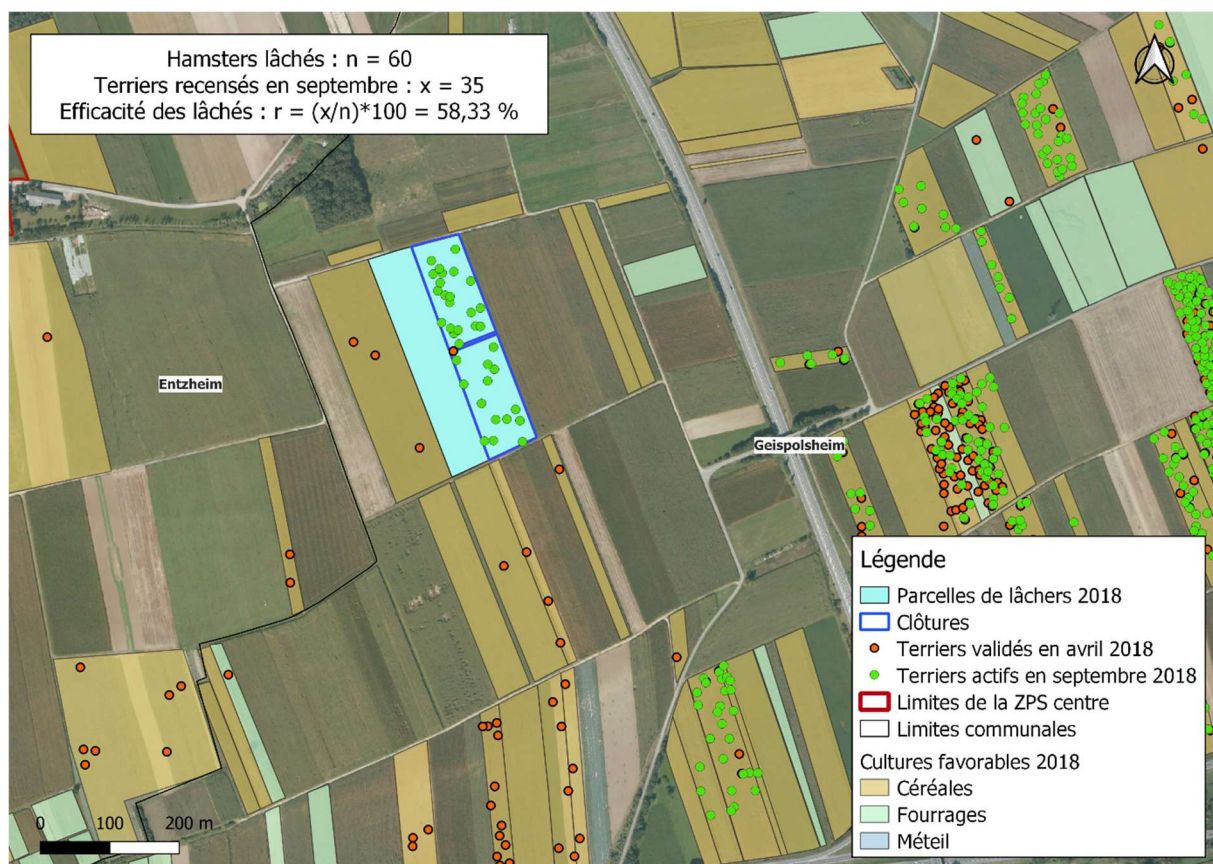 Hamsters lâchés : n = 60
Terriers recensés en septembre : x = 35
Efficacité des lâchés : r = (x/n)*100 = 58,33 %
Entzheim
Geispolsheim
Légende
Parcelles de lâchers 2018
Clôtures
Terriers validés en avril 2018
Terriers actifs en septembre 2018
Limites de la ZPS centre
Limites communales
Cultures favorables 2018
Céréales
Fourrages
Méteil
0 100 200 m